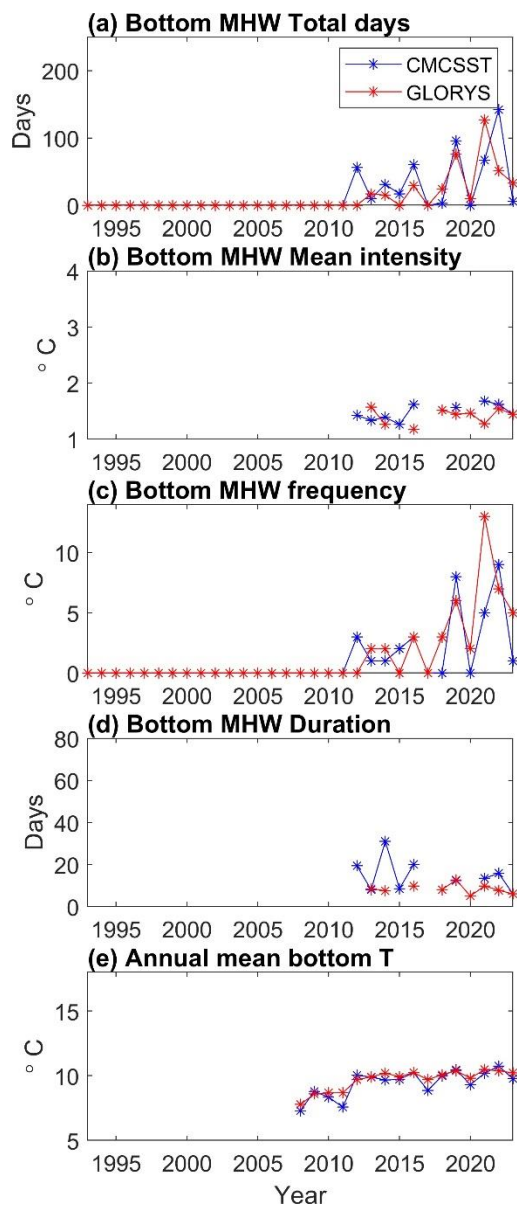 (a) Bottom MHW Total days
200
100
0
Days
CMCSST
GLORYS
1995 2000 2005 2010 2015 2020
(b) Bottom MHW Mean intensity
4
3
2
1
° C
1995 2000 2005 2010 2015 2020
(c) Bottom MHW frequency
10
5
0
° C
1995 2000 2005 2010 2015 2020
(d) Bottom MHW Duration
80
60
40
20
0
Days
1995 2000 2005 2010 2015 2020
(e) Annual mean bottom T
15
10
5
° C
1995 2000 2005 2010 2015 2020
Year